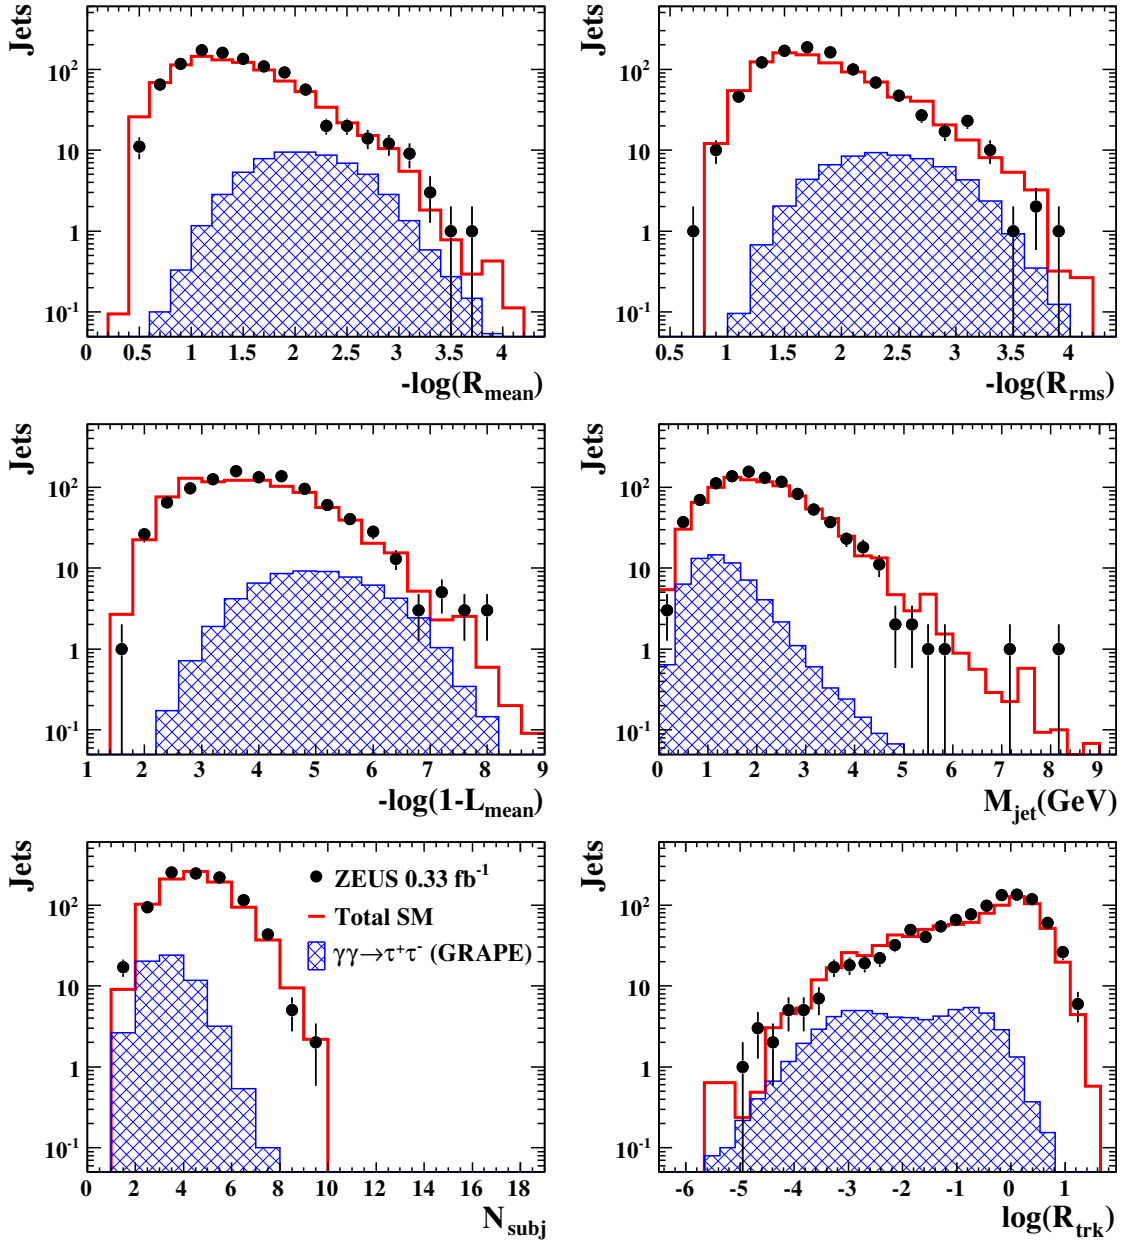 Jets
10²
10
1
10⁻¹
0 0.5 1 1.5 2 2.5 3 3.5 4
-log(R_mean)
Jets
10²
10
1
10⁻¹
0.5 1 1.5 2 2.5 3 3.5 4
-log(R_rms)
Jets
10²
10
1
10⁻¹
1 2 3 4 5 6 7 8 9
-log(1-L_mean)
Jets
10²
10
1
10⁻¹
0 1 2 3 4 5 6 7 8 9
M_jet(GeV)
Jets
10²
10
1
10⁻¹
ZEUS 0.33 fb⁻¹
Total SM
γγ→τ⁺τ⁻ (GRAPE)
0 2 4 6 8 10 12 14 16 18
N_subj
Jets
10²
10
1
10⁻¹
-6 -5 -4 -3 -2 -1 0 1
log(R_trk)